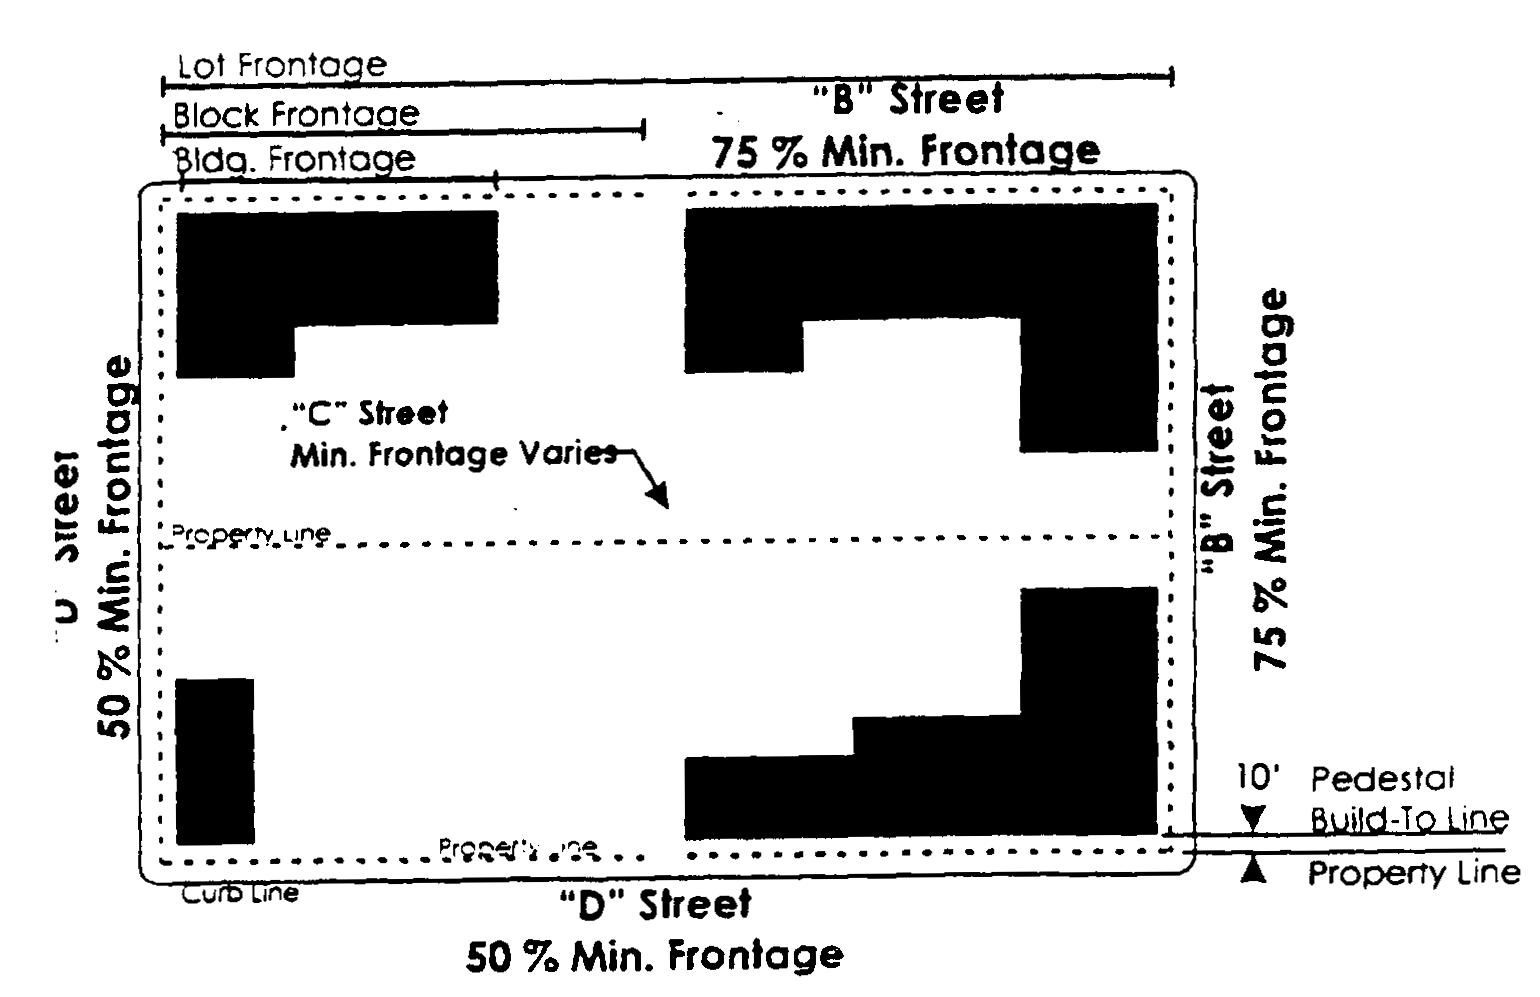 Lot Frontage
"B" Street
Block Frontage
75 % Min. Frontage
Bldg. Frontage
"C" Street
Min. Frontage Varies
Property Line
"D" Street
50 % Min. Frontage
"B" Street
75 % Min. Frontage
10' Pedestal
Build-To Line
Property Line
Property Line
Curb Line
"D" Street
50 % Min. Frontage